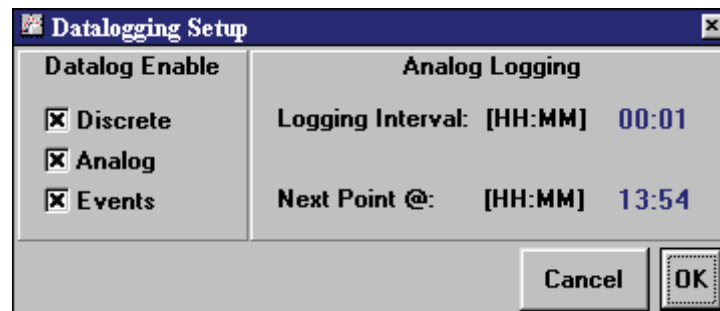 Datalogging Setup
Datalog Enable
Discrete
Analog
Events
Analog Logging
Logging Interval: [HH:MM] 00:01
Next Point @: [HH:MM] 13:54
Cancel OK